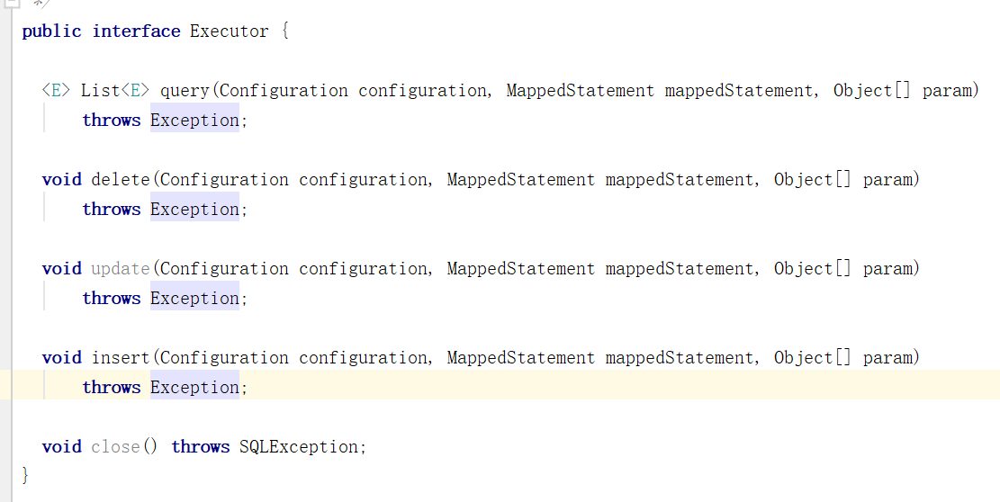 */
public interface Executor {
<E> List<E> query(Configuration configuration, MappedStatement mappedStatement, Object[] param)
throws Exception;
void delete(Configuration configuration, MappedStatement mappedStatement, Object[] param)
throws Exception;
void update(Configuration configuration, MappedStatement mappedStatement, Object[] param)
throws Exception;
void insert(Configuration configuration, MappedStatement mappedStatement, Object[] param)
throws Exception;
void close() throws SQLException;
}